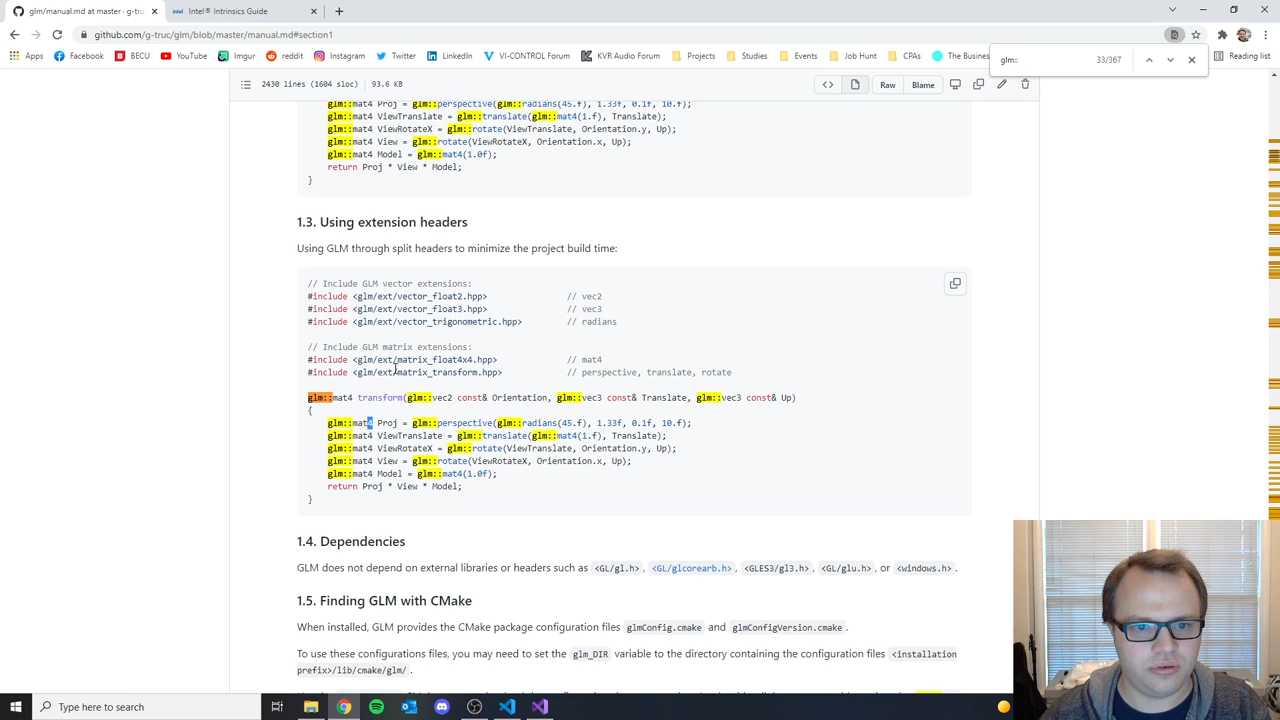 glm/manual.md at master · g-truc
Intel® Intrinsics Guide
github.com/g-truc/glm/blob/master/manual.md#section1
Facebook
BECU
YouTube
Imgur
reddit
Instagram
Twitter
LinkedIn
VI-CONTROL Forum
KVR Audio Forum
Projects
Studies
Events
Job Hunt
CPAs
The Business
Reading list
glm::
33/367
2430 lines (1604 sloc)
93.6 KB
Raw
Blame
glm::mat4 Proj = glm::perspective(glm::radians(45.f), 1.33f, 0.1f, 10.f);
glm::mat4 ViewTranslate = glm::translate(glm::mat4(1.f), Translate);
glm::mat4 ViewRotateX = glm::rotate(ViewTranslate, Orientation.y, Up);
glm::mat4 View = glm::rotate(ViewRotateX, Orientation.x, Up);
glm::mat4 Model = glm::mat4(1.0f);
return Proj * View * Model;
}
1.3. Using extension headers
Using GLM through split headers to minimize the project build time:
// Include GLM vector extensions:
#include <glm/ext/vector_float2.hpp> // vec2
#include <glm/ext/vector_float3.hpp> // vec3
#include <glm/ext/vector_trigonometric.hpp> // radians
// Include GLM matrix extensions:
#include <glm/ext/matrix_float4x4.hpp> // mat4
#include <glm/ext/matrix_transform.hpp> // perspective, translate, rotate
glm::mat4 transform(glm::vec2 const& Orientation, glm::vec3 const& Translate, glm::vec3 const& Up)
{
glm::mat4 Proj = glm::perspective(glm::radians(45.f), 1.33f, 0.1f, 10.f);
glm::mat4 ViewTranslate = glm::translate(glm::mat4(1.f), Translate);
glm::mat4 ViewRotateX = glm::rotate(ViewTranslate, Orientation.y, Up);
glm::mat4 View = glm::rotate(ViewRotateX, Orientation.x, Up);
glm::mat4 Model = glm::mat4(1.0f);
return Proj * View * Model;
}
1.4. Dependencies
GLM does not depend on external libraries or headers such as <GL/gl.h>, <GL/glcorearb.h>, <GLES3/gl3.h>, <GL/glu.h>, or <windows.h>.
1.5. Finding GLM with CMake
When installed, GLM provides the CMake package configuration files glmConfig.cmake and glmConfigVersion.cmake.
To use these configurations files, you may need to set the glm_DIR variable to the directory containing the configuration files <installation
prefix>/lib/cmake/glm/.
Type here to search